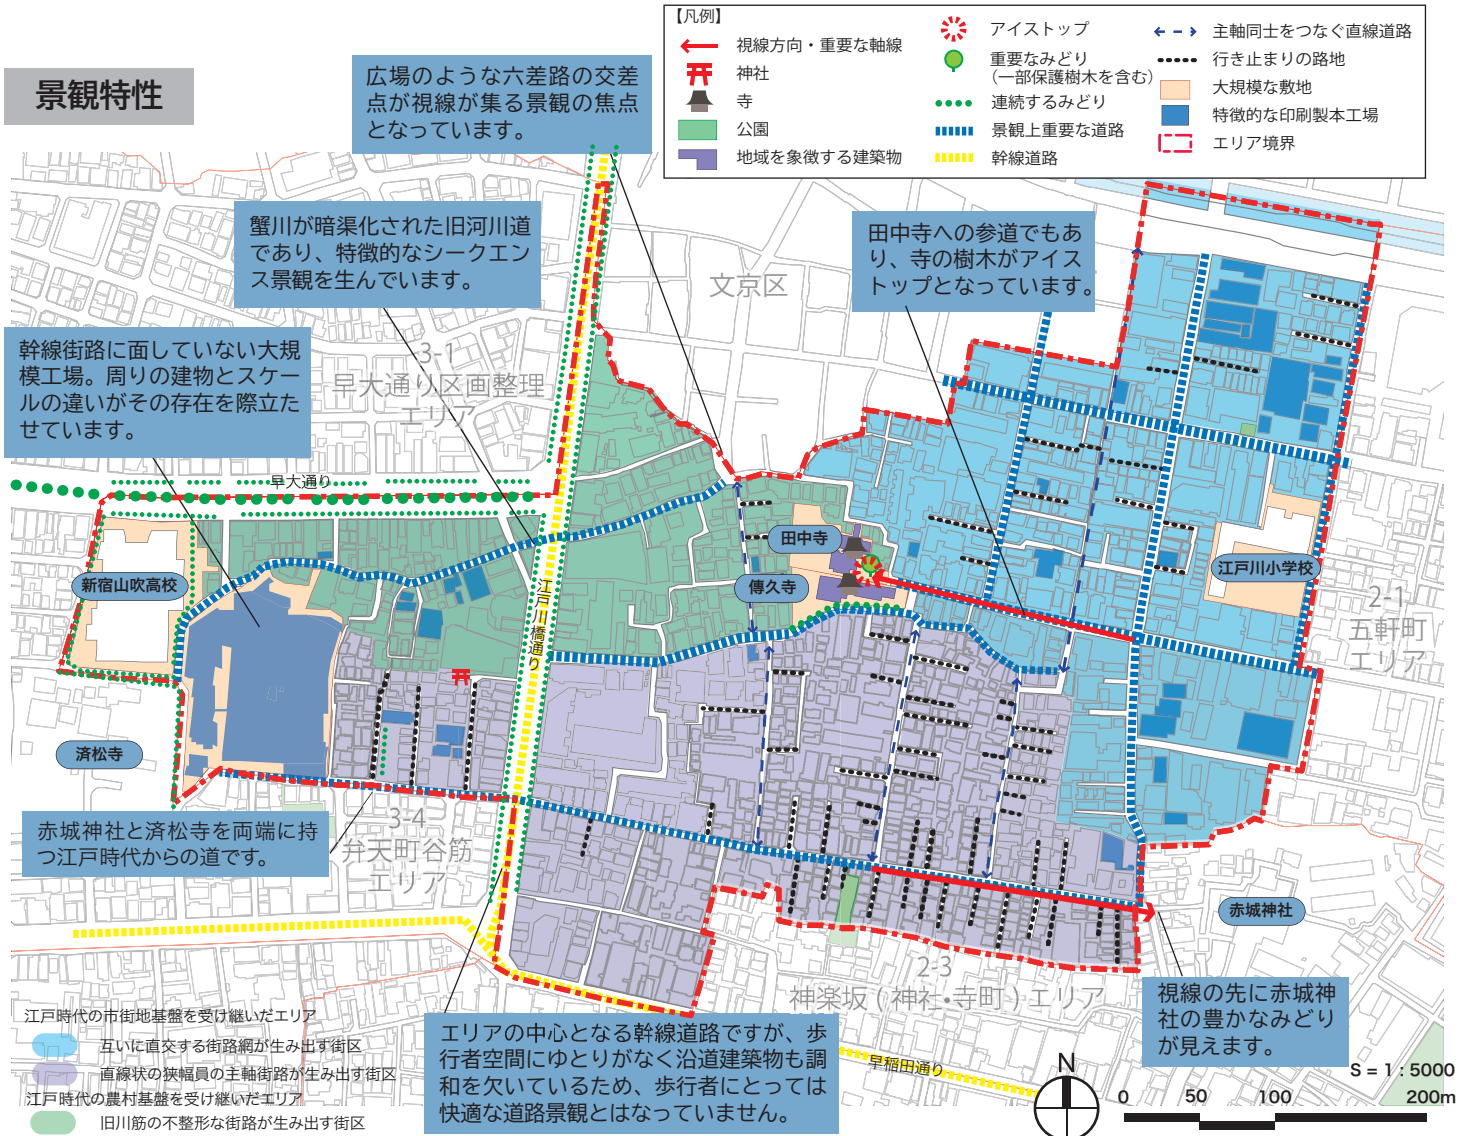 景観特性
【凡例】
視線方向・重要な軸線
神社
寺
公園
地域を象徴する建築物
アイストップ
重要なみどり
（一部保護樹木を含む）
連続するみどり
景観上重要な道路
幹線道路
主軸同士をつなぐ直線道路
行き止まりの路地
大規模な敷地
特徴的な印刷製本工場
エリア境界
広場のような六差路の交差
点が視線が集る景観の焦点
となっています。
蟹川が暗渠化された旧河川道
であり、特徴的なシークエン
ス景観を生んでいます。
田中寺への参道でもあ
り、寺の樹木がアイス
トップとなっています。
幹線街路に面していない大規
模工場。周りの建物とスケー
ルの違いがその存在を際立た
せています。
文京区
3-1
早大通り区画整理
エリア
早大通り
新宿山吹高校
江戸川橋通り
田中寺
傳久寺
江戸川小学校
2-1
五軒町
エリア
済松寺
赤城神社と済松寺を両端に持
つ江戸時代からの道です。
3-4
弁天町谷筋
エリア
赤城神社
2-3
神楽坂（神社・寺町）エリア
視線の先に赤城神
社の豊かなみどり
が見えます。
エリアの中心となる幹線道路ですが、歩
行者空間にゆとりがなく沿道建築物も調
和を欠いているため、歩行者にとっては
快適な道路景観とはなっていません。
早稲田通り
江戸時代の市街地基盤を受け継いだエリア
互いに直交する街路網が生み出す街区
直線状の狭幅員の主軸街路が生み出す街区
江戸時代の農村基盤を受け継いだエリア
旧川筋の不整形な街路が生み出す街区
N
S = 1 : 5000
0 50 100 200m